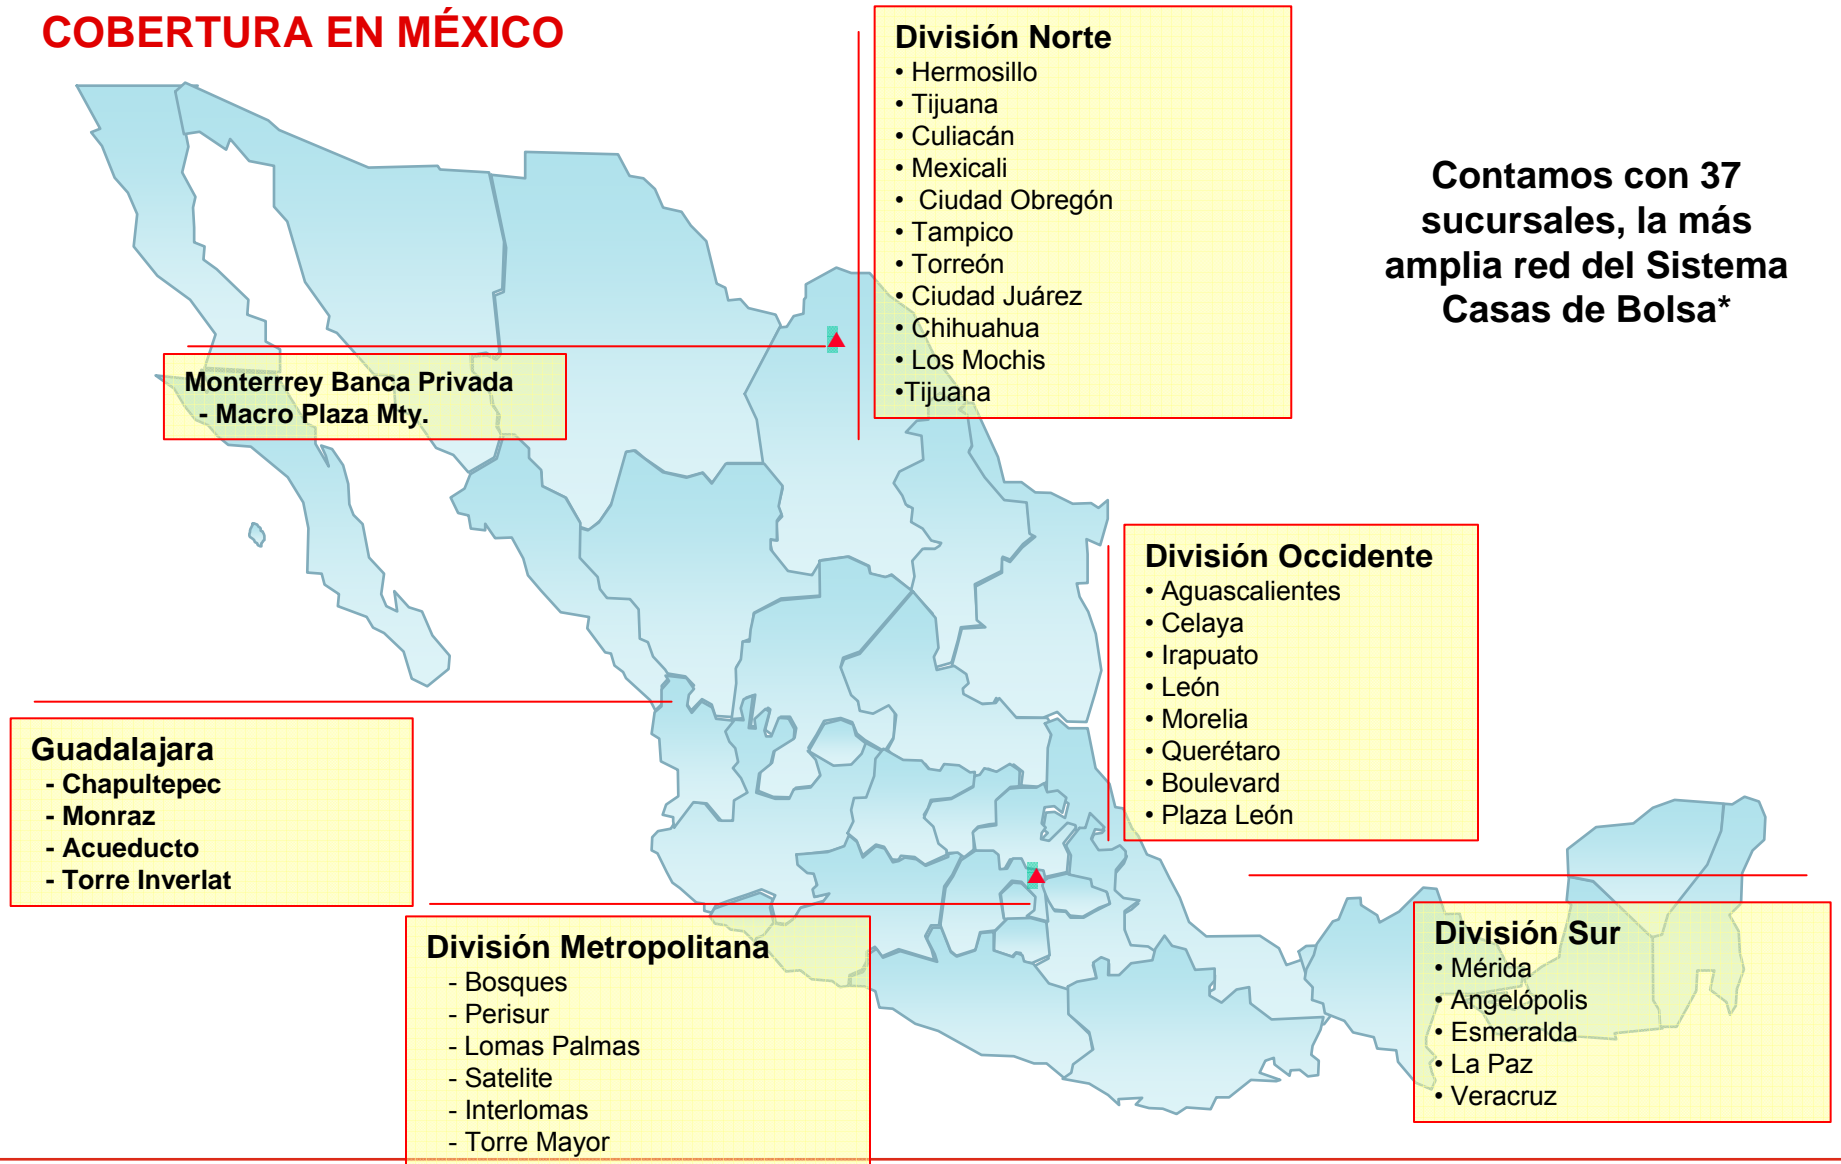 COBERTURA EN MÉXICO
División Norte
• Hermosillo
• Tijuana
• Culiacán
• Mexicali
• Ciudad Obregón
• Tampico
• Torreón
• Ciudad Juárez
• Chihuahua
• Los Mochis
•Tijuana
Contamos con 37
sucursales, la más
amplia red del Sistema
Casas de Bolsa*
Monterrrey Banca Privada
- Macro Plaza Mty.
División Occidente
• Aguascalientes
• Celaya
• Irapuato
• León
• Morelia
• Querétaro
• Boulevard
• Plaza León
Guadalajara
- Chapultepec
- Monraz
- Acueducto
- Torre Inverlat
División Metropolitana
- Bosques
- Perisur
- Lomas Palmas
- Satelite
- Interlomas
- Torre Mayor
División Sur
• Mérida
• Angelópolis
• Esmeralda
• La Paz
• Veracruz